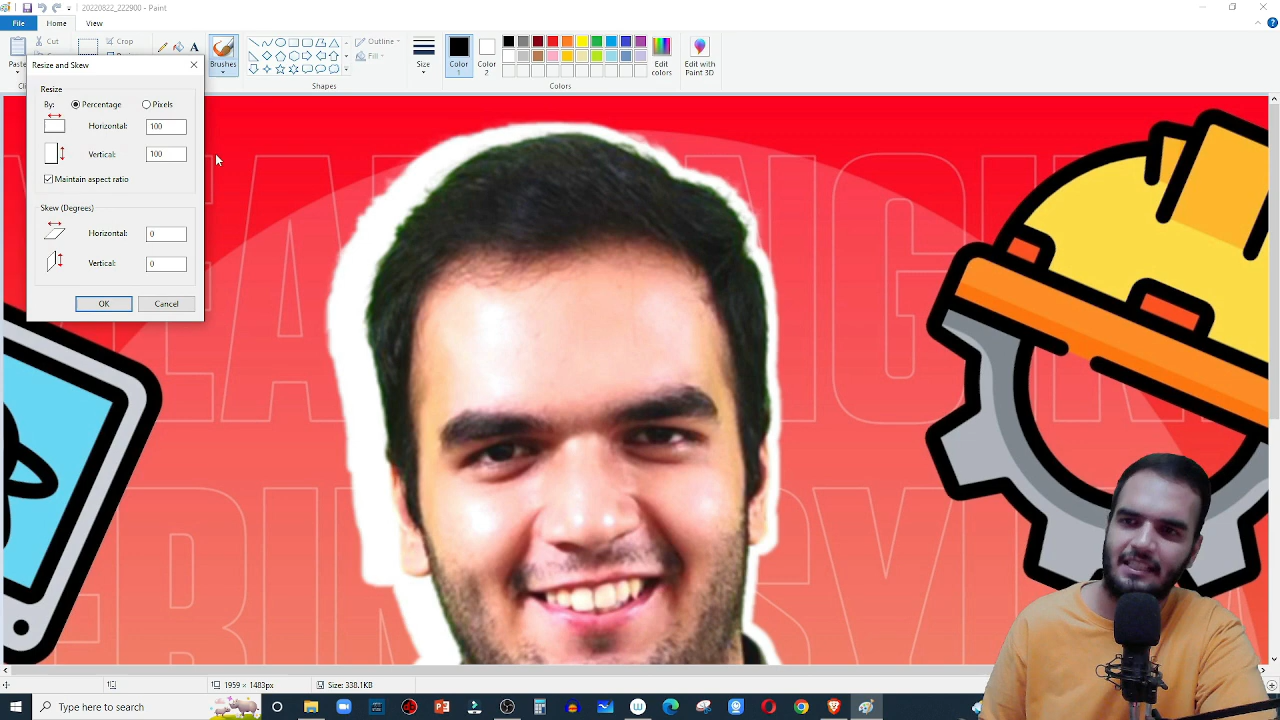 20220822_222900 - Paint
File
Home
View
Paste
Cut
Crop
Brushes
Outline
Fill
Shapes
Size
Color
1
Color
2
Edit
colors
Edit with
Paint 3D
Colors
Resize and Skew
Resize
By:
Percentage
Pixels
Horizontal:
100
Vertical:
100
Maintain aspect ratio
Skew (Degrees)
Horizontal:
0
Vertical:
0
OK
Cancel
1959 × 1483px
Size: 338.1KB
Type here to search